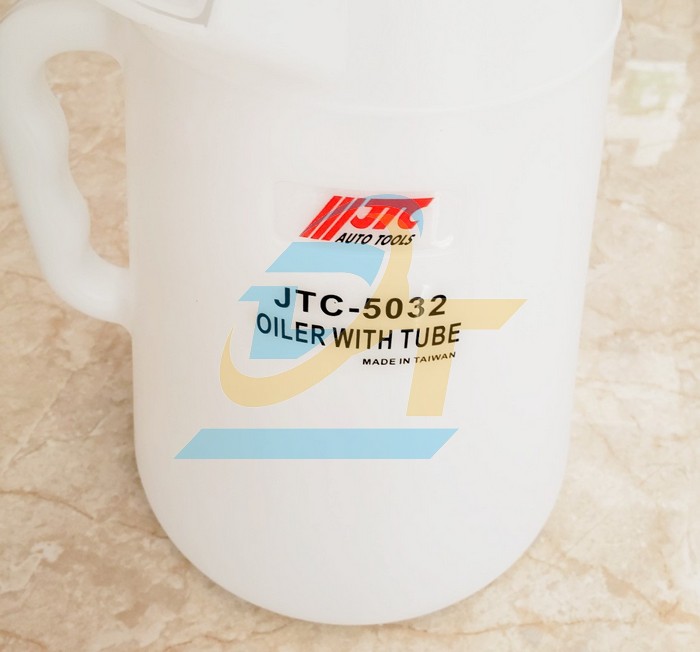 JTC
AUTO TOOLS
JTC-5032
OILER WITH TUBE
MADE IN TAIWAN